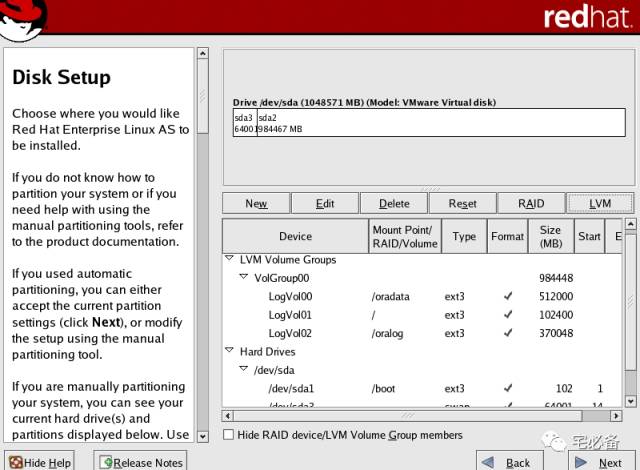 redhat.
Disk Setup
Choose where you would like
Red Hat Enterprise Linux AS to
be installed.
If you do not know how to
partition your system or if you
need help with using the
manual partitioning tools, refer
to the product documentation.
If you used automatic
partitioning, you can either
accept the current partition
settings (click Next), or modify
the setup using the manual
partitioning tool.
If you are manually partitioning
your system, you can see your
current hard drive(s) and
partitions displayed below. Use
Drive /dev/sda (1048571 MB) (Model: VMware Virtual disk)
sda3 sda2
64001 984467 MB
New Edit Delete Reset RAID LVM
Device Mount Point/ RAID/Volume Type Format Size (MB) Start E
LVM Volume Groups
VolGroup00 984448
LogVol00 /oradata ext3 512000
LogVol01 / ext3 102400
LogVol02 /oralog ext3 370048
Hard Drives
/dev/sda
/dev/sda1 /boot ext3 102 1
/dev/sda3 swap 64001 14
Hide RAID device/LVM Volume Group members
Hide Help Release Notes Back Next
宅必备